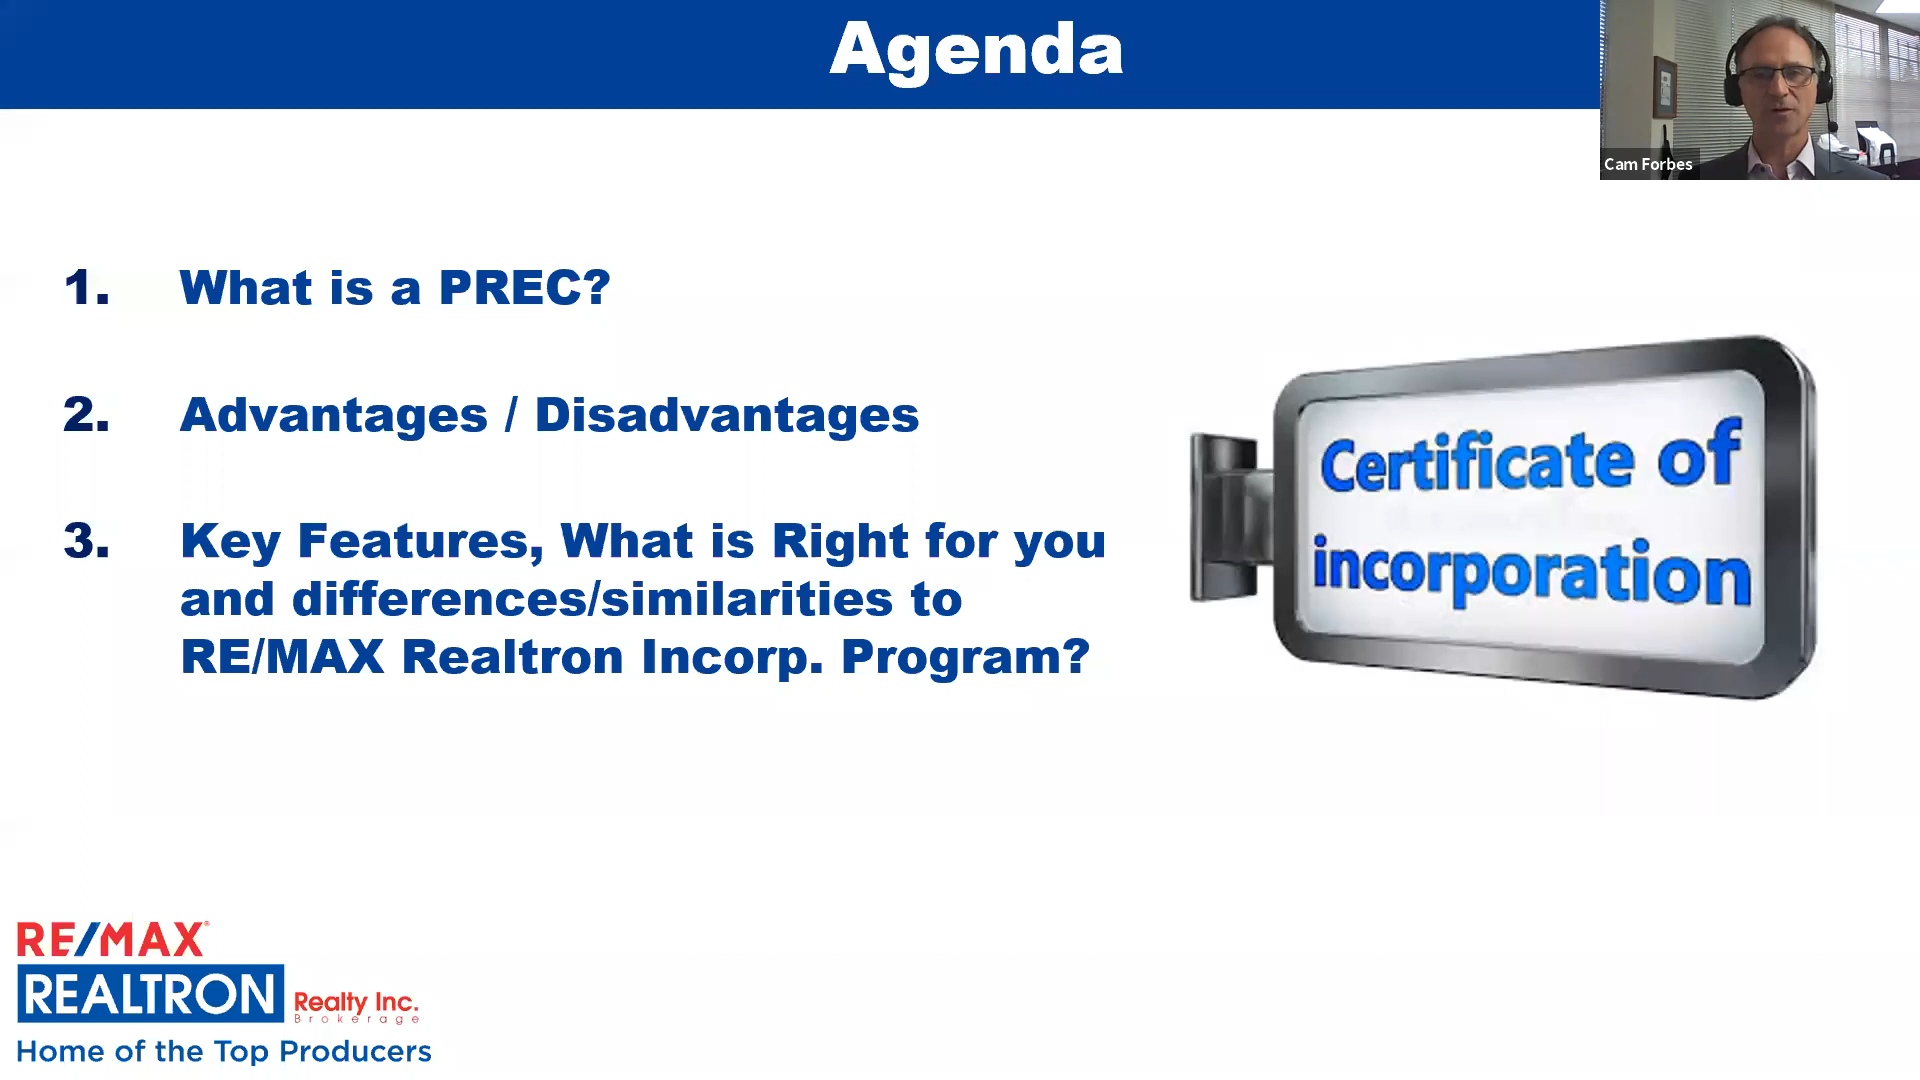 Agenda
Cam Forbes
1. What is a PREC?
2. Advantages / Disadvantages
3. Key Features, What is Right for you
and differences/similarities to
RE/MAX Realtron Incorp. Program?
Certificate of
incorporation
RE/MAX®
REALTRON Realty Inc.
Brokerage
Home of the Top Producers